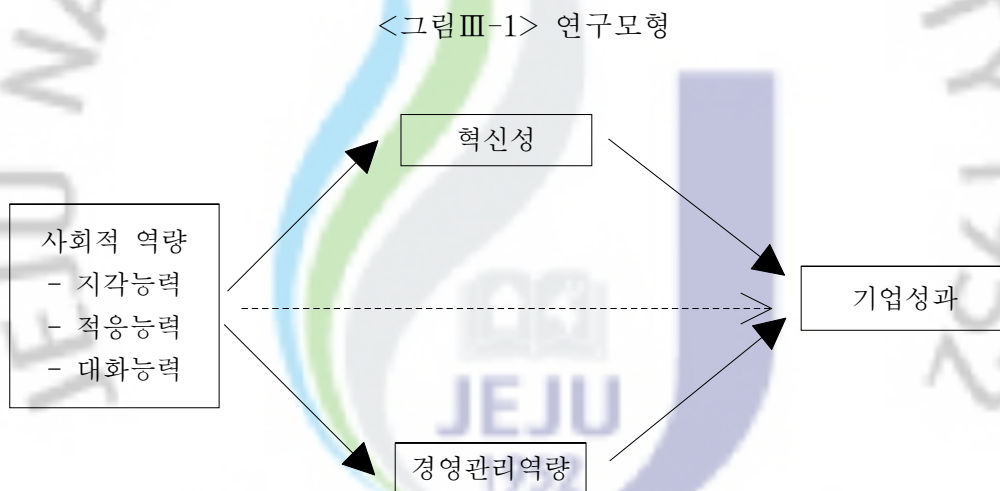 <그림Ⅲ-1> 연구모형
혁신성
사회적 역량
- 지각능력
- 적응능력
- 대화능력
기업성과
경영관리역량
JEJU